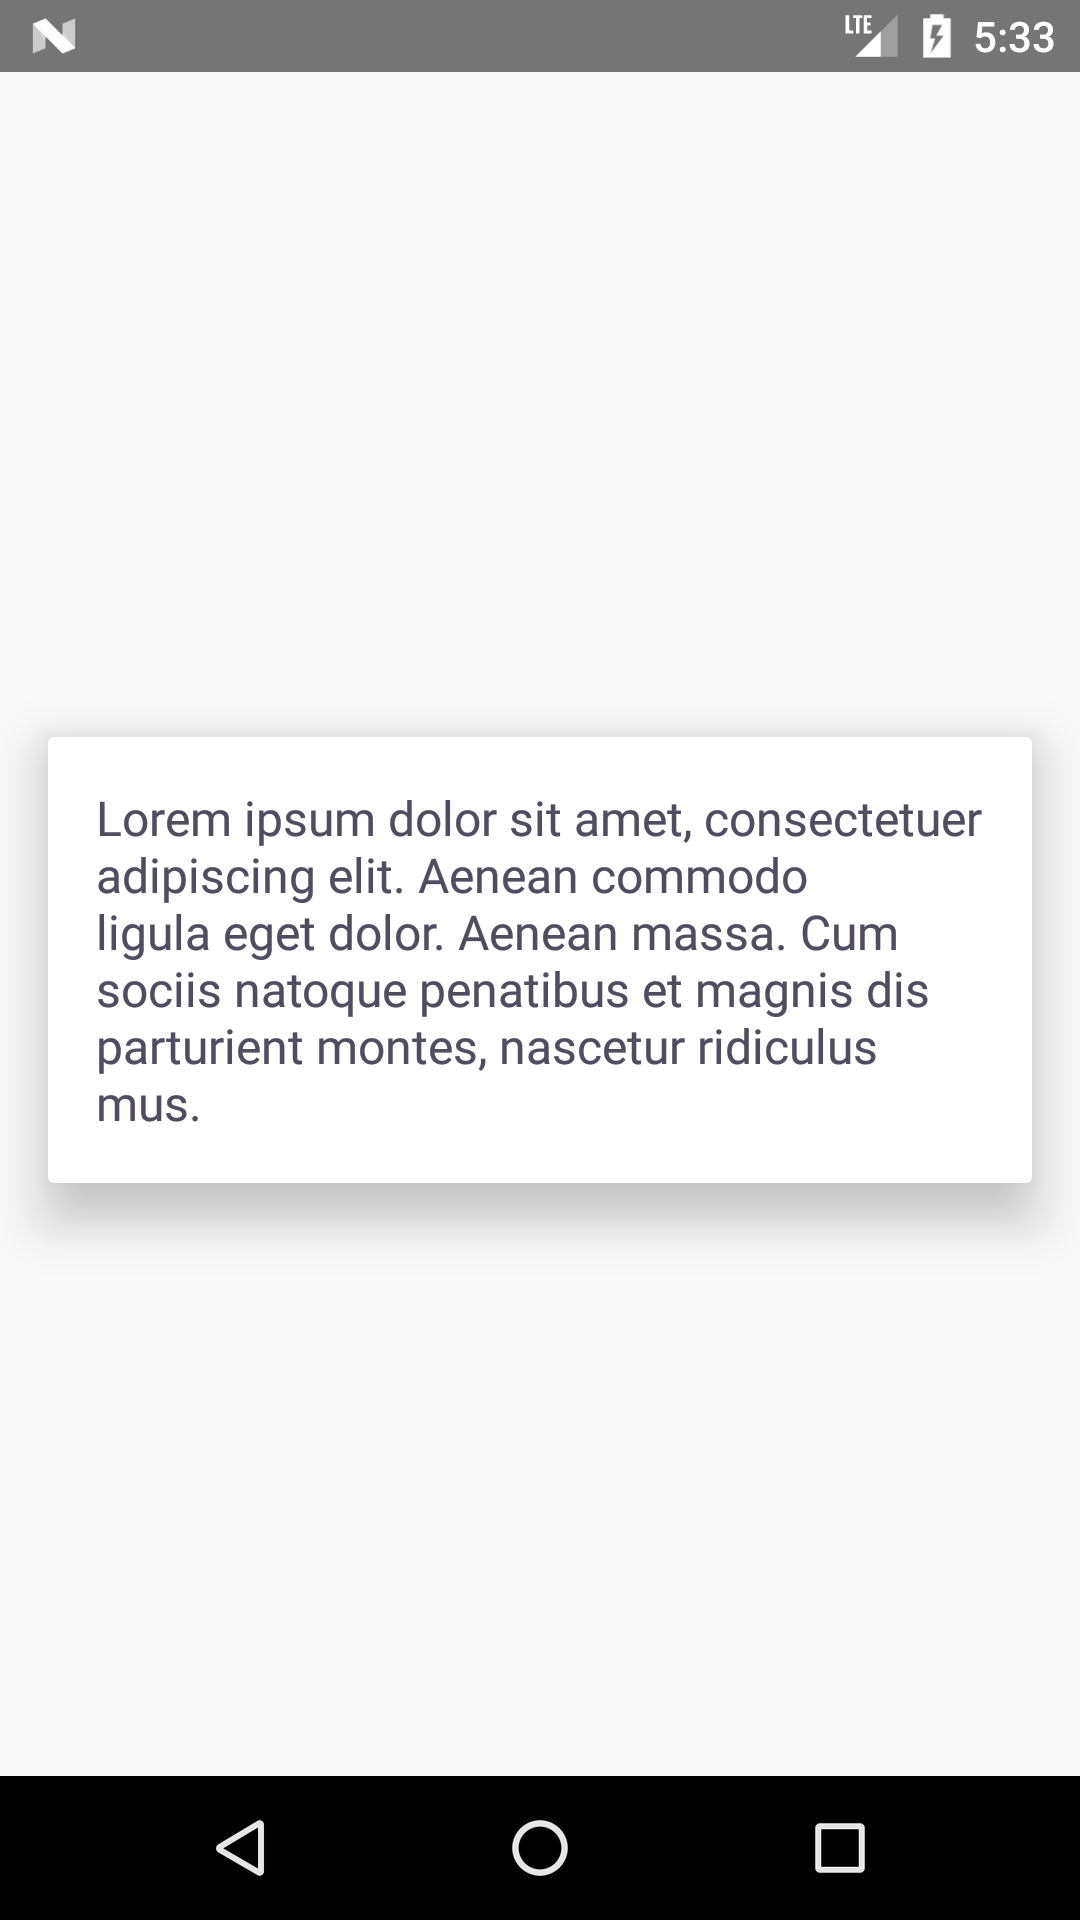 LTE 5:33
Lorem ipsum dolor sit amet, consectetuer
adipiscing elit. Aenean commodo
ligula eget dolor. Aenean massa. Cum
sociis natoque penatibus et magnis dis
parturient montes, nascetur ridiculus
mus.